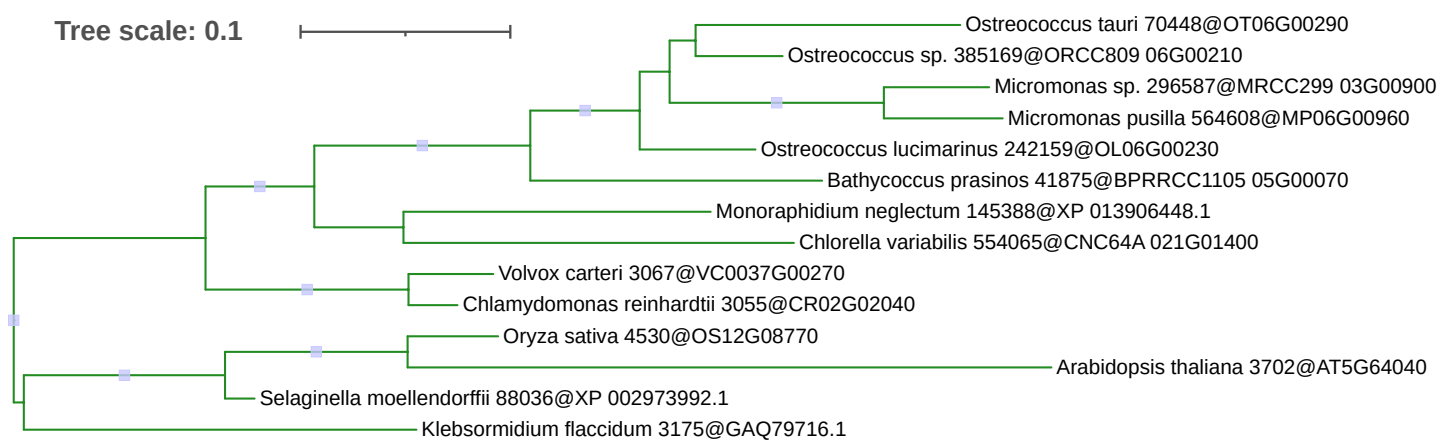 Tree scale: 0.1
Ostreococcus tauri 70448@OT06G00290
Ostreococcus sp. 385169@ORCC809 06G00210
Micromonas sp. 296587@MRCC299 03G00900
Micromonas pusilla 564608@MP06G00960
Ostreococcus lucimarinus 242159@OL06G00230
Bathycoccus prasinos 41875@BPRRCC1105 05G00070
Monoraphidium neglectum 145388@XP 013906448.1
Chlorella variabilis 554065@CNC64A 021G01400
Volvox carteri 3067@VC0037G00270
Chlamydomonas reinhardtii 3055@CR02G02040
Oryza sativa 4530@OS12G08770
Arabidopsis thaliana 3702@AT5G64040
Selaginella moellendorffii 88036@XP 002973992.1
Klebsormidium flaccidum 3175@GAQ79716.1